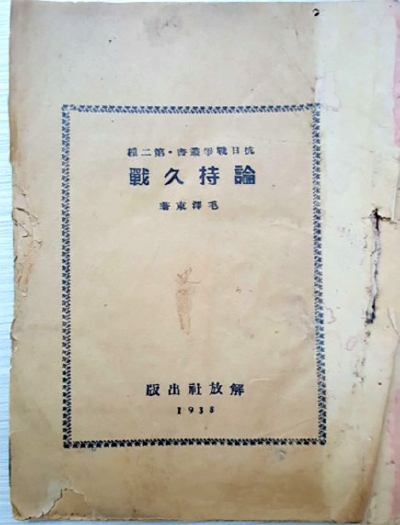 抗日戰爭叢書・第二種
論持久戰
毛澤東著
解放社出版
1938